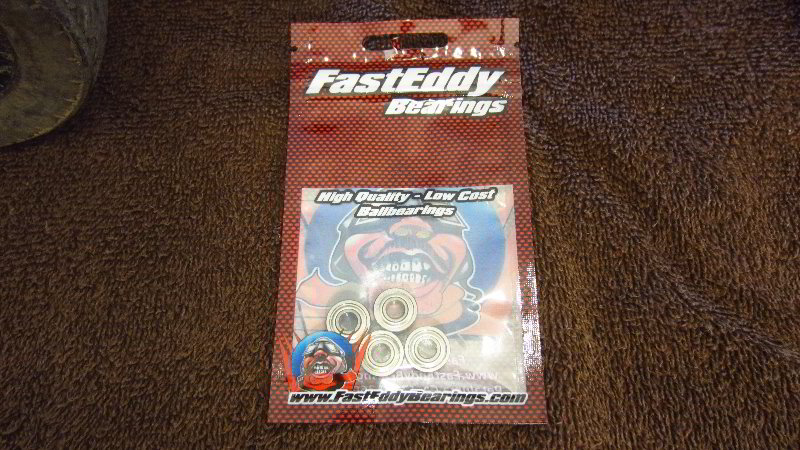 FastEddy
Bearings
High Quality - Low Cost
Ballbearings
www.FastEddyBearings.com